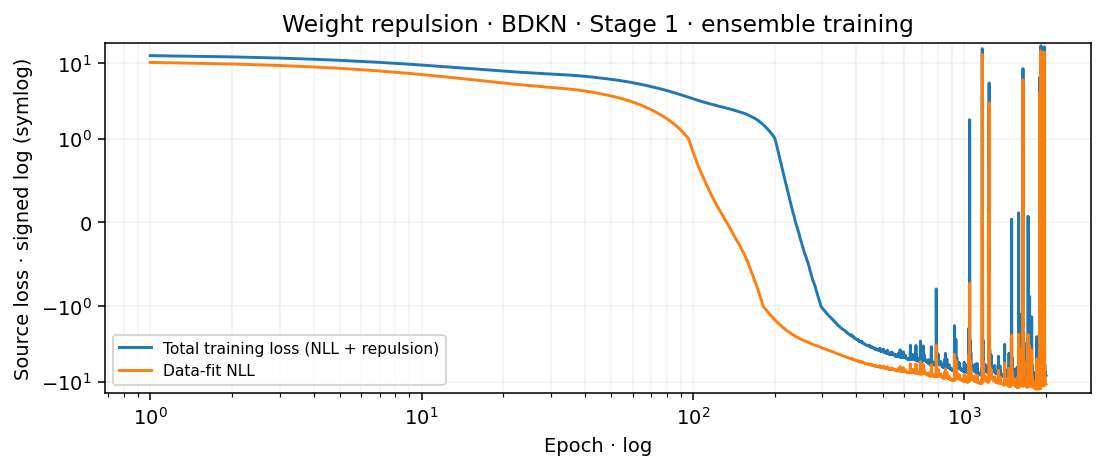 Weight repulsion · BDKN · Stage 1 · ensemble training
Source loss · signed log (symlog)
10¹
10⁰
0
−10⁰
−10¹
Total training loss (NLL + repulsion)
Data-fit NLL
10⁰ 10¹ 10² 10³
Epoch · log